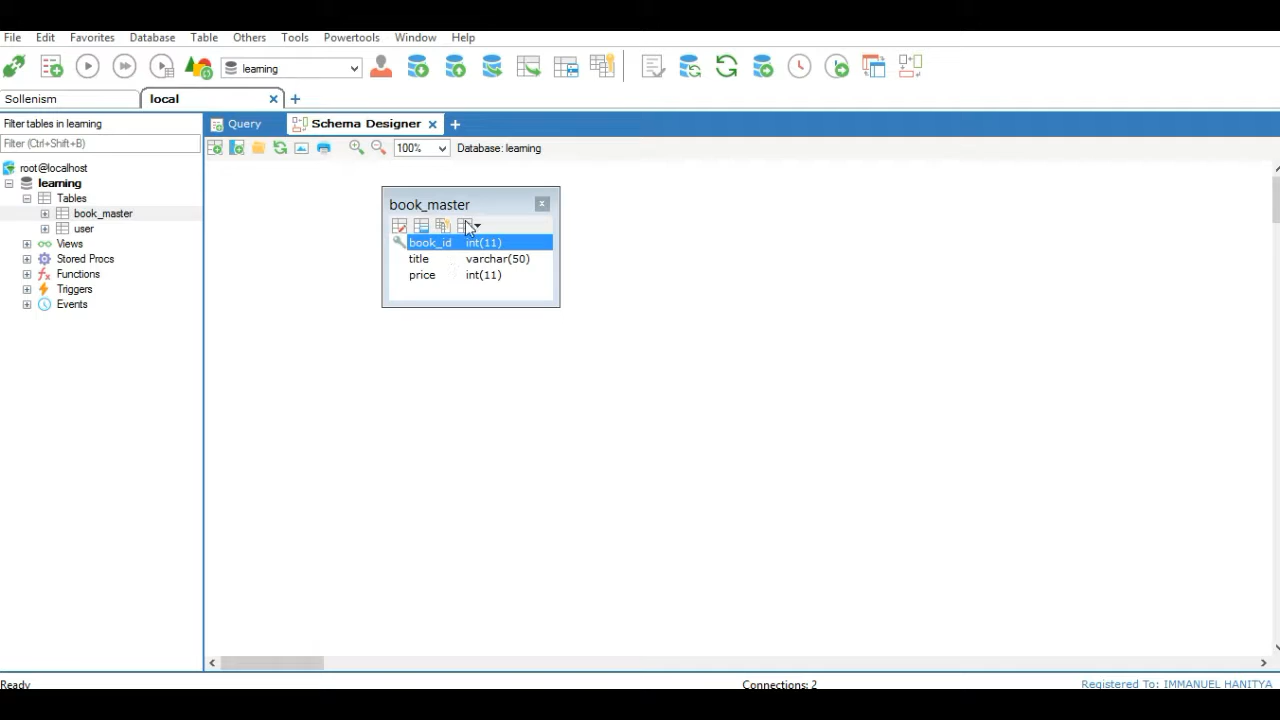 File Edit Favorites Database Table Others Tools Powertools Window Help
learning
Sollenism local
Filter tables in learning
Query Schema Designer
Filter (Ctrl+Shift+B)
100% Database: learning
root@localhost
learning
Tables
book_master
user
Views
Stored Procs
Functions
Triggers
Events
book_master
book_id int(11)
title varchar(50)
price int(11)
Ready Connections: 2 Registered To: IMMANUEL HANITYA